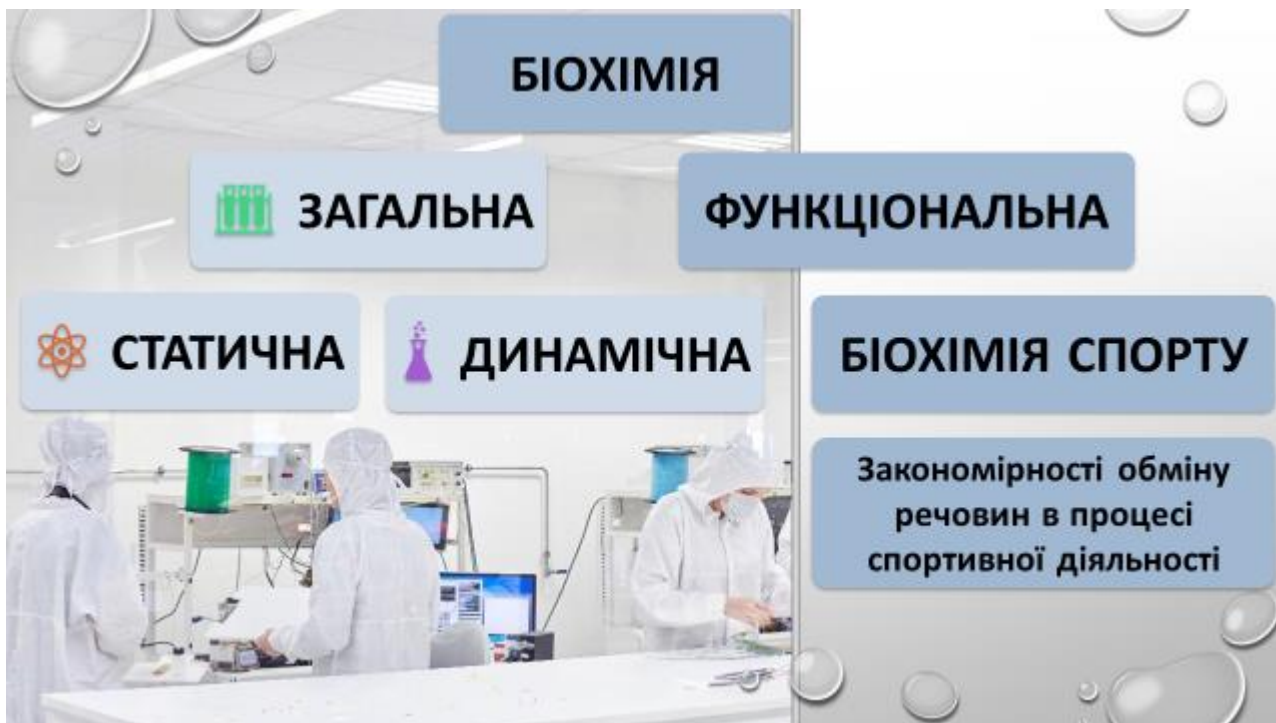 БІОХІМІЯ
ЗАГАЛЬНА
ФУНКЦІОНАЛЬНА
СТАТИЧНА
ДИНАМІЧНА
БІОХІМІЯ СПОРТУ
Закономірності обміну
речовин в процесі
спортивної діяльності